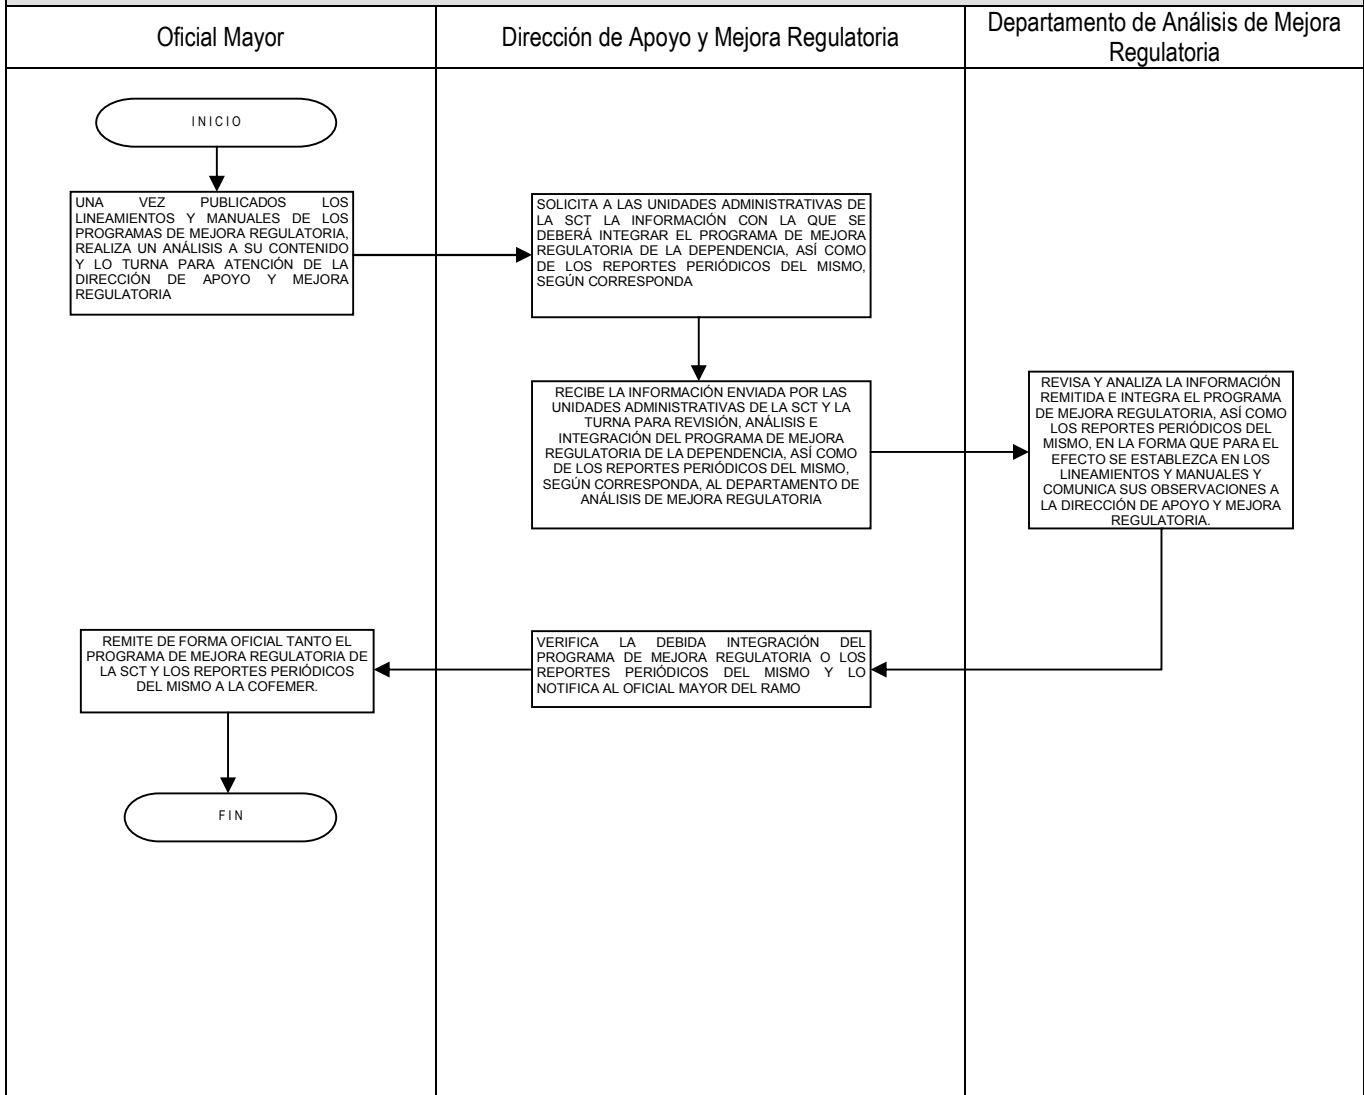 Oficial Mayor
Dirección de Apoyo y Mejora Regulatoria
Departamento de Análisis de Mejora
Regulatoria
INICIO
UNA VEZ PUBLICADOS LOS
LINEAMIENTOS Y MANUALES DE LOS
PROGRAMAS DE MEJORA REGULATORIA,
REALIZA UN ANÁLISIS A SU CONTENIDO
Y LO TURNA PARA ATENCIÓN DE LA
DIRECCIÓN DE APOYO Y MEJORA
REGULATORIA
SOLICITA A LAS UNIDADES ADMINISTRATIVAS DE
LA SCT LA INFORMACIÓN CON LA QUE SE
DEBERÁ INTEGRAR EL PROGRAMA DE MEJORA
REGULATORIA DE LA DEPENDENCIA, ASÍ COMO
DE LOS REPORTES PERIÓDICOS DEL MISMO,
SEGÚN CORRESPONDA
RECIBE LA INFORMACIÓN ENVIADA POR LAS
UNIDADES ADMINISTRATIVAS DE LA SCT Y LA
TURNA PARA REVISIÓN, ANÁLISIS E
INTEGRACIÓN DEL PROGRAMA DE MEJORA
REGULATORIA DE LA DEPENDENCIA, ASÍ COMO
DE LOS REPORTES PERIÓDICOS DEL MISMO,
SEGÚN CORRESPONDA, AL DEPARTAMENTO DE
ANÁLISIS DE MEJORA REGULATORIA
REVISA Y ANALIZA LA INFORMACIÓN
REMITIDA E INTEGRA EL PROGRAMA
DE MEJORA REGULATORIA, ASÍ COMO
LOS REPORTES PERIÓDICOS DEL
MISMO, EN LA FORMA QUE PARA EL
EFECTO SE ESTABLEZCA EN LOS
LINEAMIENTOS Y MANUALES Y
COMUNICA SUS OBSERVACIONES A
LA DIRECCIÓN DE APOYO Y MEJORA
REGULATORIA.
VERIFICA LA DEBIDA INTEGRACIÓN DEL
PROGRAMA DE MEJORA REGULATORIA O LOS
REPORTES PERIÓDICOS DEL MISMO Y LO
NOTIFICA AL OFICIAL MAYOR DEL RAMO
REMITE DE FORMA OFICIAL TANTO EL
PROGRAMA DE MEJORA REGULATORIA DE
LA SCT Y LOS REPORTES PERIÓDICOS
DEL MISMO A LA COFEMER.
FIN